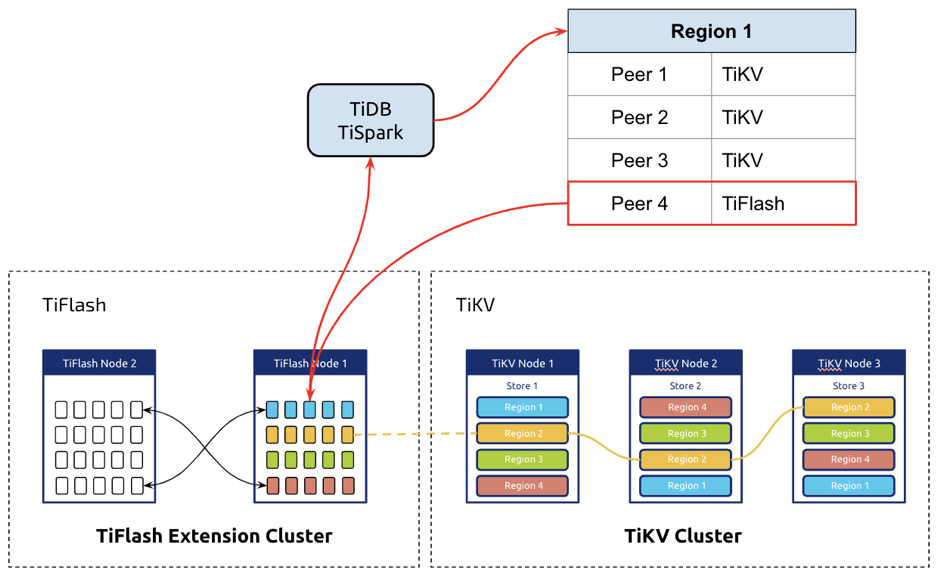 Region 1
Peer 1 TiKV
Peer 2 TiKV
Peer 3 TiKV
Peer 4 TiFlash
TiDB
TiSpark
TiFlash
TiFlash Node 2
TiFlash Node 1
TiFlash Extension Cluster
TiKV
TiKV Node 1
Store 1
Region 1
Region 2
Region 3
Region 4
TiKV Node 2
Store 2
Region 4
Region 3
Region 2
Region 1
TiKV Node 3
Store 3
Region 2
Region 3
Region 4
Region 1
TiKV Cluster